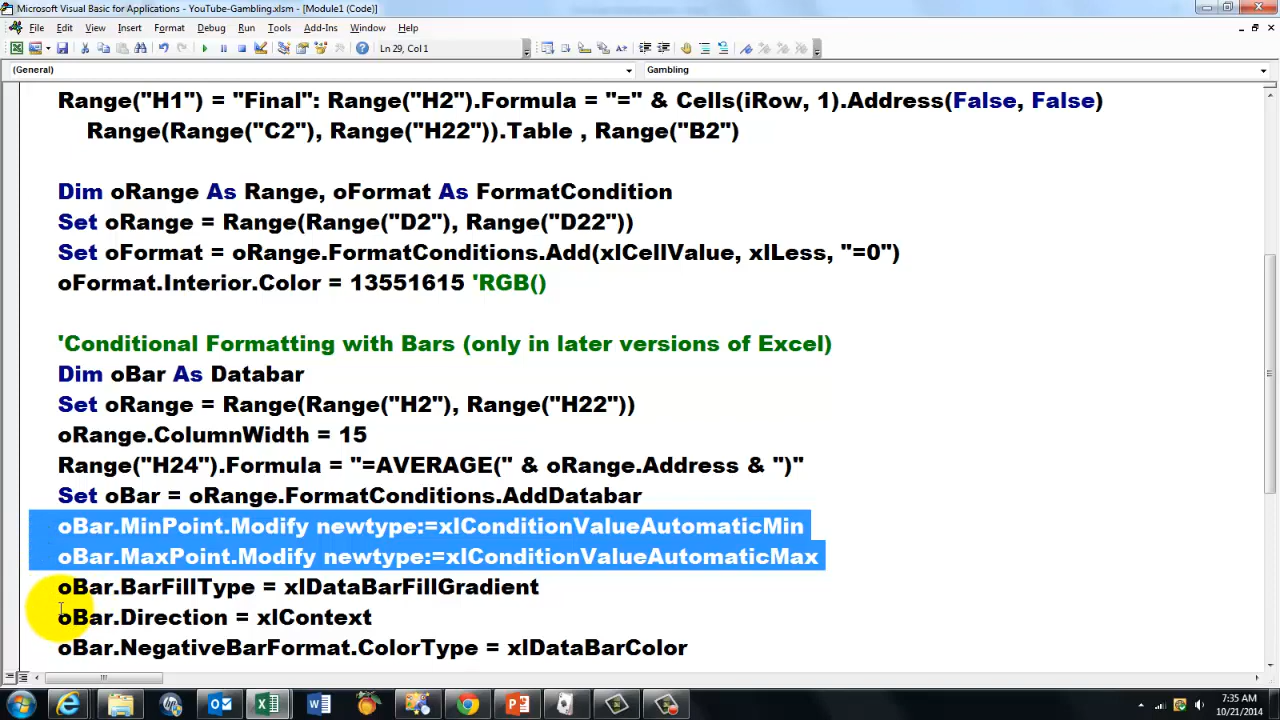 Microsoft Visual Basic for Applications - YouTube-Gambling.xlsm - [Module1 (Code)]
File Edit View Insert Format Debug Run Tools Add-Ins Window Help
Ln 29, Col 1
(General) Gambling
Range("H1") = "Final": Range("H2").Formula = "=" & Cells(iRow, 1).Address(False, False)
Range(Range("C2"), Range("H22")).Table , Range("B2")
Dim oRange As Range, oFormat As FormatCondition
Set oRange = Range(Range("D2"), Range("D22"))
Set oFormat = oRange.FormatConditions.Add(xlCellValue, xlLess, "=0")
oFormat.Interior.Color = 13551615 'RGB()
'Conditional Formatting with Bars (only in later versions of Excel)
Dim oBar As Databar
Set oRange = Range(Range("H2"), Range("H22"))
oRange.ColumnWidth = 15
Range("H24").Formula = "=AVERAGE(" & oRange.Address & ")"
Set oBar = oRange.FormatConditions.AddDatabar
oBar.MinPoint.Modify newtype:=xlConditionValueAutomaticMin
oBar.MaxPoint.Modify newtype:=xlConditionValueAutomaticMax
oBar.BarFillType = xlDataBarFillGradient
oBar.Direction = xlContext
oBar.NegativeBarFormat.ColorType = xlDataBarColor
7:35 AM
10/21/2014